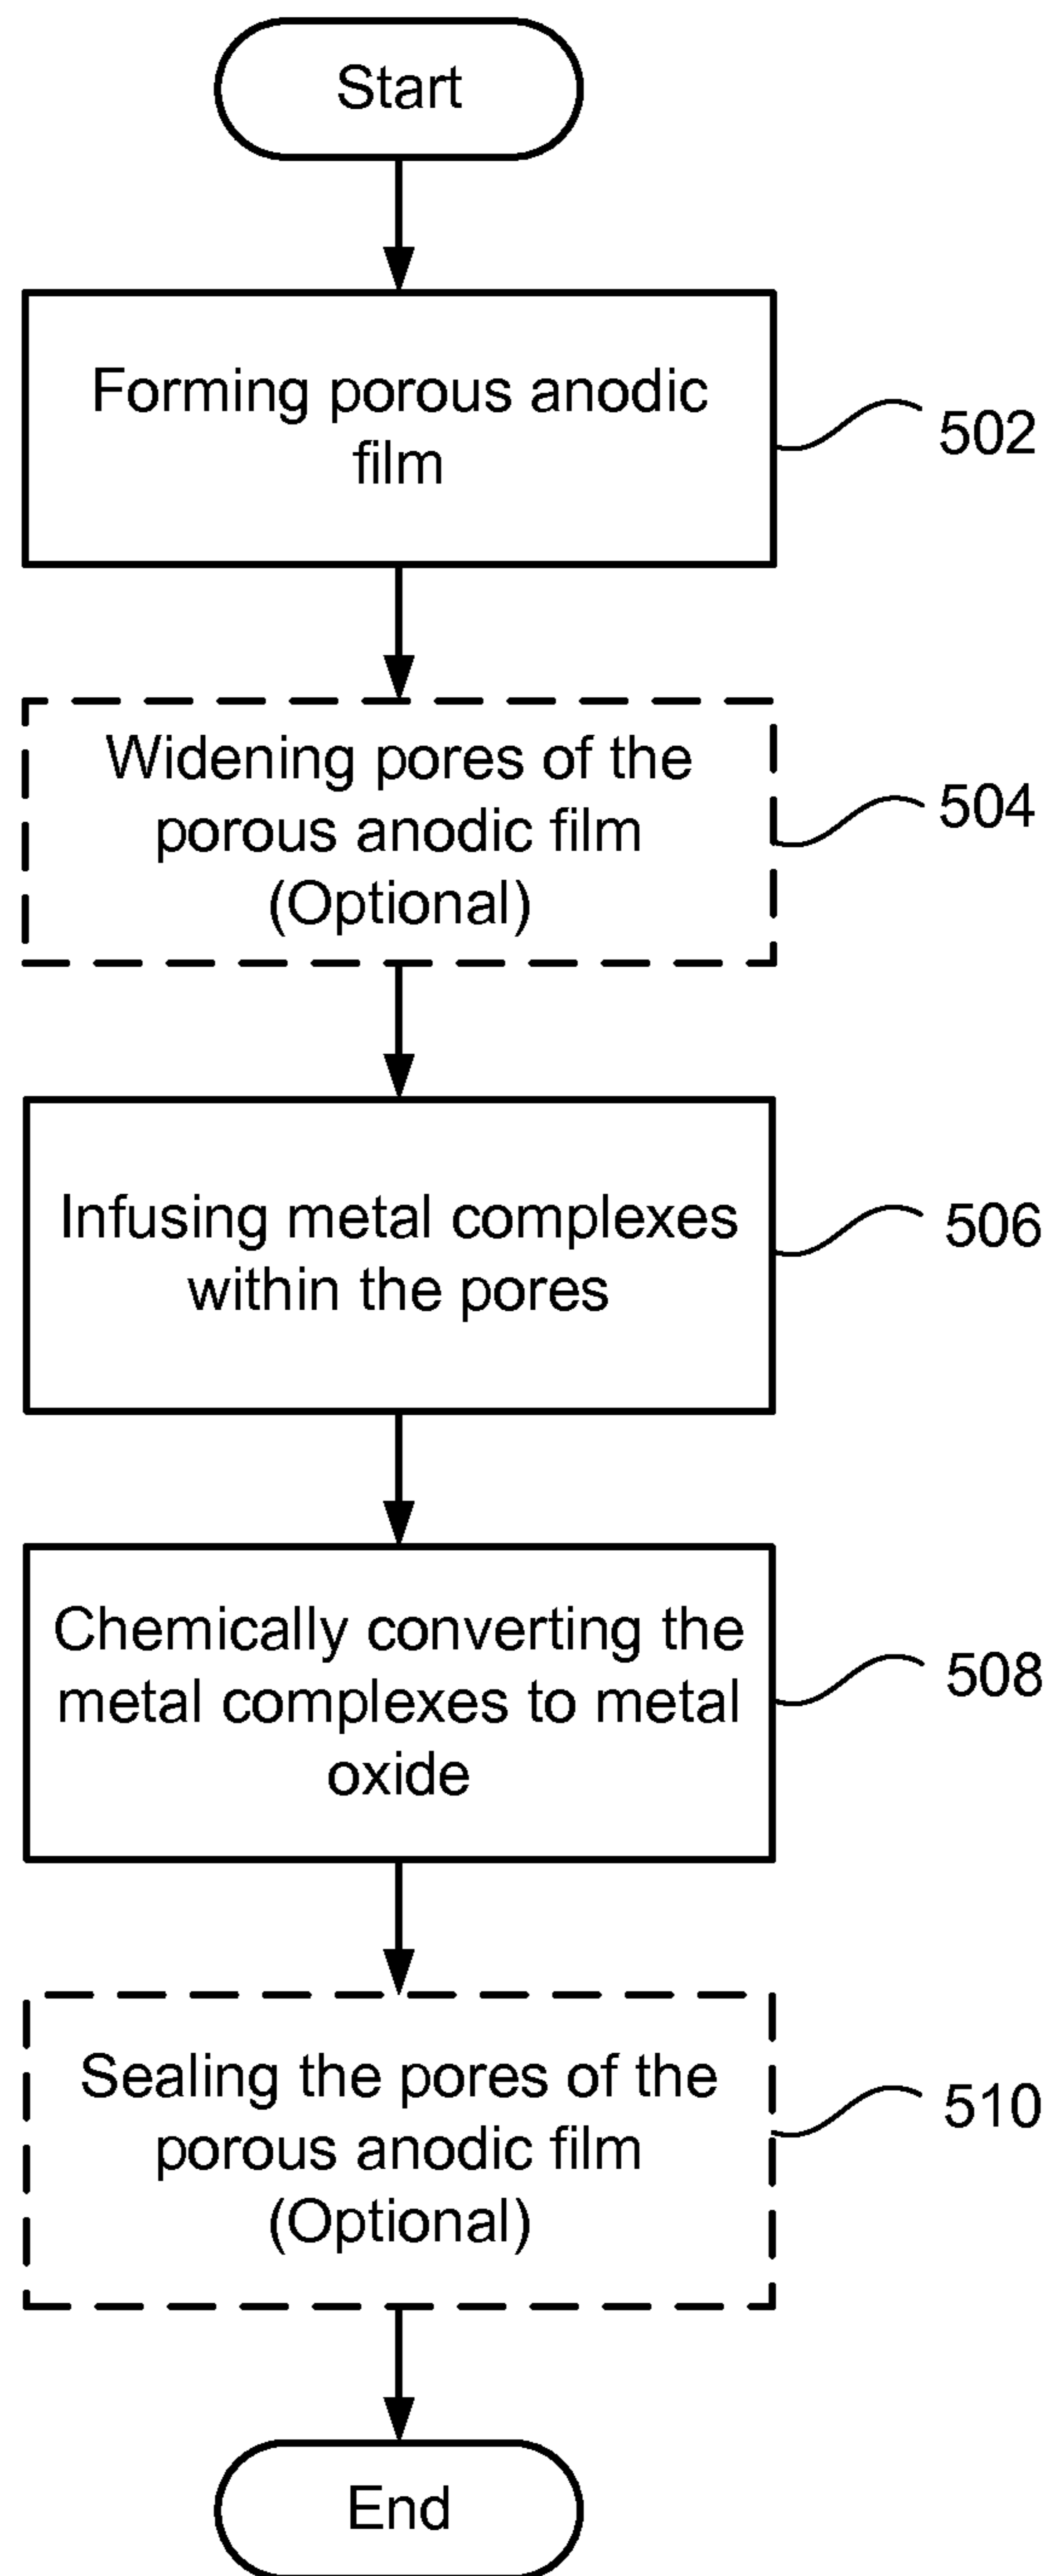 Start
Forming porous anodic
film
502
Widening pores of the
porous anodic film
(Optional)
504
Infusing metal complexes
within the pores
506
Chemically converting the
metal complexes to metal
oxide
508
Sealing the pores of the
porous anodic film
(Optional)
510
End